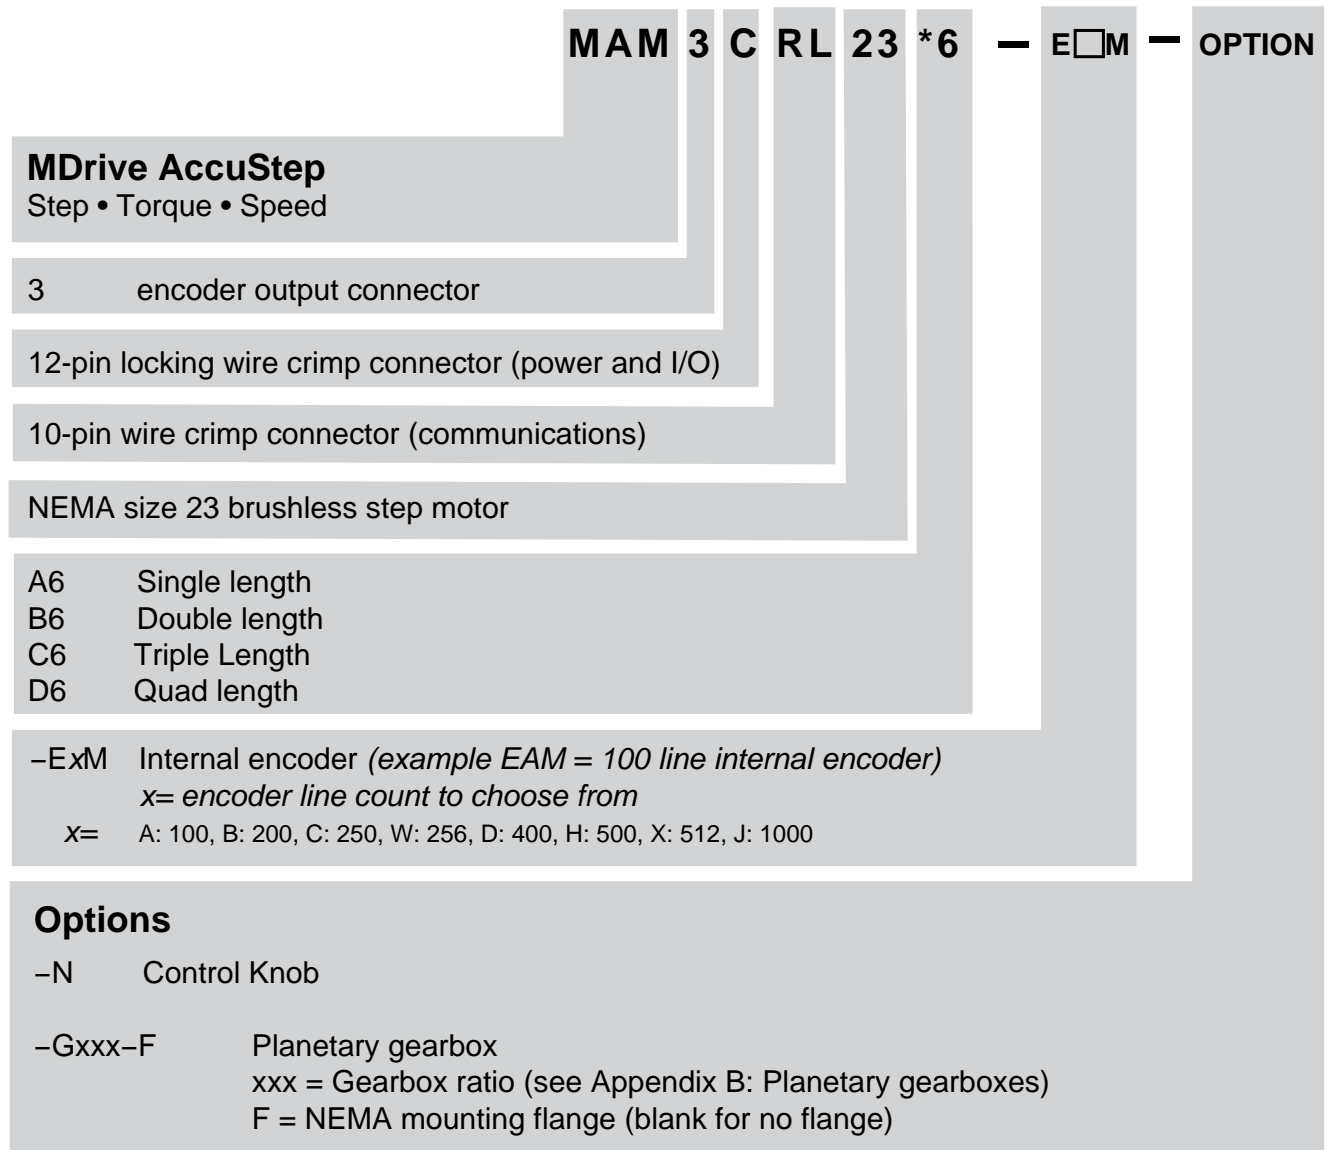 MAM 3 C RL 23 *6 – E□M – OPTION
MDrive AccuStep
Step • Torque • Speed
3 encoder output connector
12-pin locking wire crimp connector (power and I/O)
10-pin wire crimp connector (communications)
NEMA size 23 brushless step motor
A6 Single length
B6 Double length
C6 Triple Length
D6 Quad length
–ExM Internal encoder (example EAM = 100 line internal encoder)
x= encoder line count to choose from
x= A: 100, B: 200, C: 250, W: 256, D: 400, H: 500, X: 512, J: 1000
Options
–N Control Knob
–Gxxx–F Planetary gearbox
xxx = Gearbox ratio (see Appendix B: Planetary gearboxes)
F = NEMA mounting flange (blank for no flange)